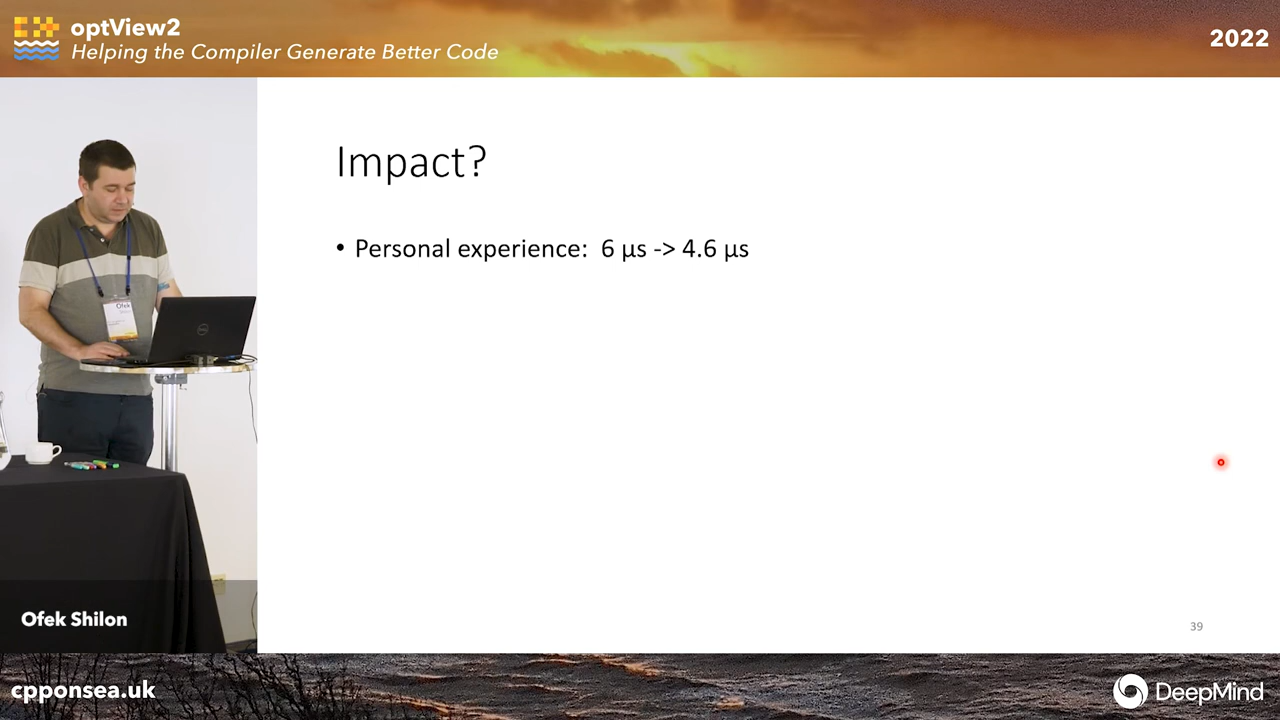 optView2
Helping the Compiler Generate Better Code
2022
Impact?
• Personal experience: 6 µs -> 4.6 µs
Ofek
39
Ofek Shilon
cpponsea.uk
DeepMind